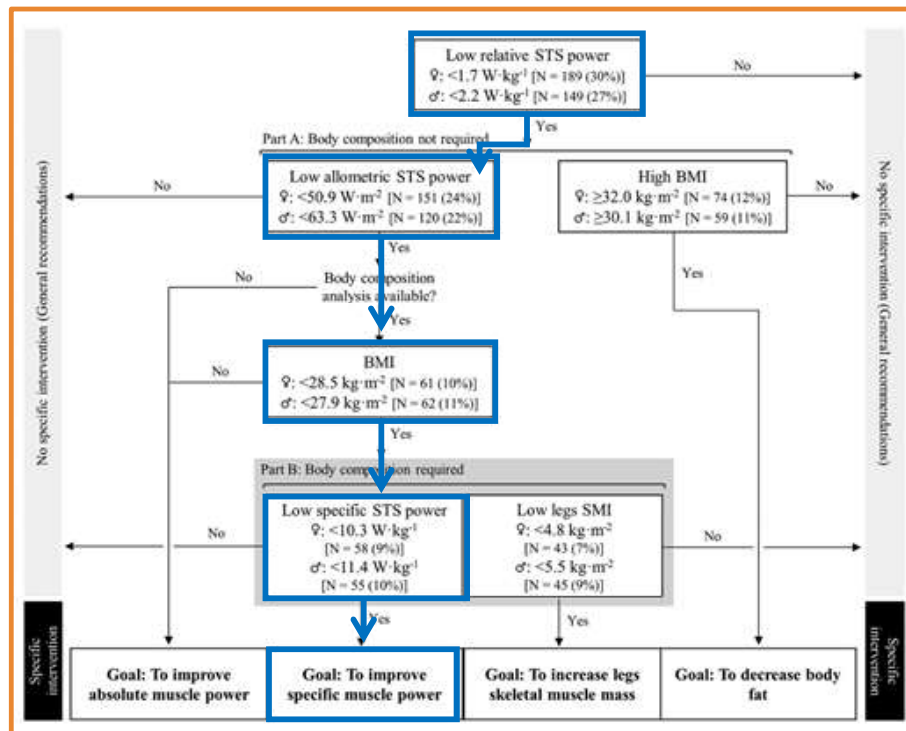 Low relative STS power
♀: <1.7 W·kg⁻¹ [N = 189 (30%)]
♂: <2.2 W·kg⁻¹ [N = 149 (27%)]
No
Yes
Part A: Body composition not required
Low allometric STS power
♀: <50.9 W·m⁻² [N = 151 (24%)]
♂: <63.3 W·m⁻² [N = 120 (22%)]
No
High BMI
♀: ≥32.0 kg·m⁻² [N = 74 (12%)]
♂: ≥30.1 kg·m⁻² [N = 59 (11%)]
No
Yes
Yes
No
Body composition
analysis available?
Yes
BMI
♀: <28.5 kg·m⁻² [N = 61 (10%)]
♂: <27.9 kg·m⁻² [N = 62 (11%)]
No
Yes
Part B: Body composition required
Low specific STS power
♀: <10.3 W·kg⁻¹
[N = 58 (9%)]
♂: <11.4 W·kg⁻¹
[N = 55 (10%)]
No
Low legs SMI
♀: <4.8 kg·m⁻²
[N = 43 (7%)]
♂: <5.5 kg·m⁻²
[N = 45 (9%)]
No
Yes
Yes
No specific intervention (General recommendations)
No specific intervention (General recommendations)
Specific
intervention
Goal: To improve
absolute muscle power
Goal: To improve
specific muscle power
Goal: To increase legs
skeletal muscle mass
Goal: To decrease body
fat
Specific
intervention